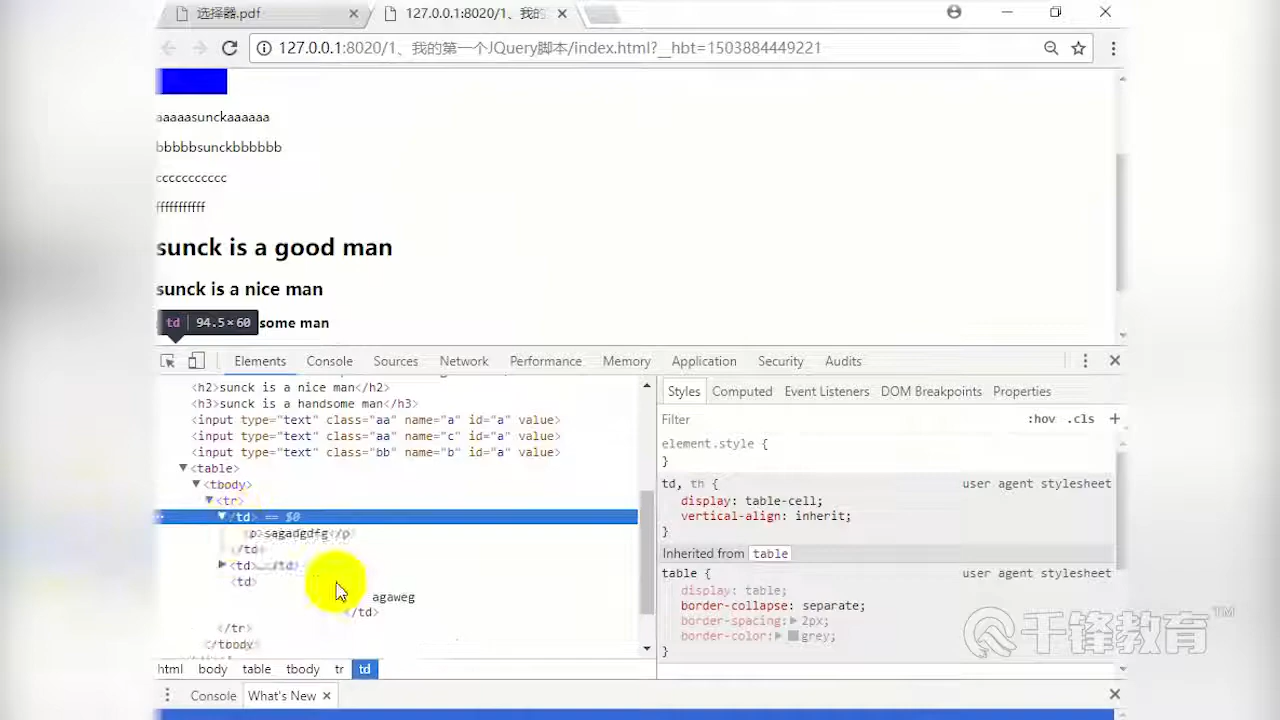 选择器.pdf
127.0.0.1:8020/1、我的
127.0.0.1:8020/1、我的第一个JQuery脚本/index.html?__hbt=1503884449221
aaaaasunckaaaaaa
bbbbbsunckbbbbbb
ccccccccccc
fffffffffff
sunck is a good man
sunck is a nice man
some man
td 94.5×60
Elements Console Sources Network Performance Memory Application Security Audits
<h2>sunck is a nice man</h2>
<h3>sunck is a handsome man</h3>
<input type="text" class="aa" name="a" id="a" value>
<input type="text" class="aa" name="c" id="a" value>
<input type="text" class="bb" name="b" id="a" value>
<table>
<tbody>
<tr>
/td> == $0
<p>sagadgdfg</p>
</td>
<td>…</td>
<td>
agaweg
</td>
</tr>
</tbody>
html body table tbody tr td
Styles Computed Event Listeners DOM Breakpoints Properties
Filter :hov .cls +
element.style {
}
td, th { user agent stylesheet
display: table-cell;
vertical-align: inherit;
}
Inherited from table
table { user agent stylesheet
display: table;
border-collapse: separate;
border-spacing: 2px;
border-color: grey;
}
Console What's New
千锋教育™